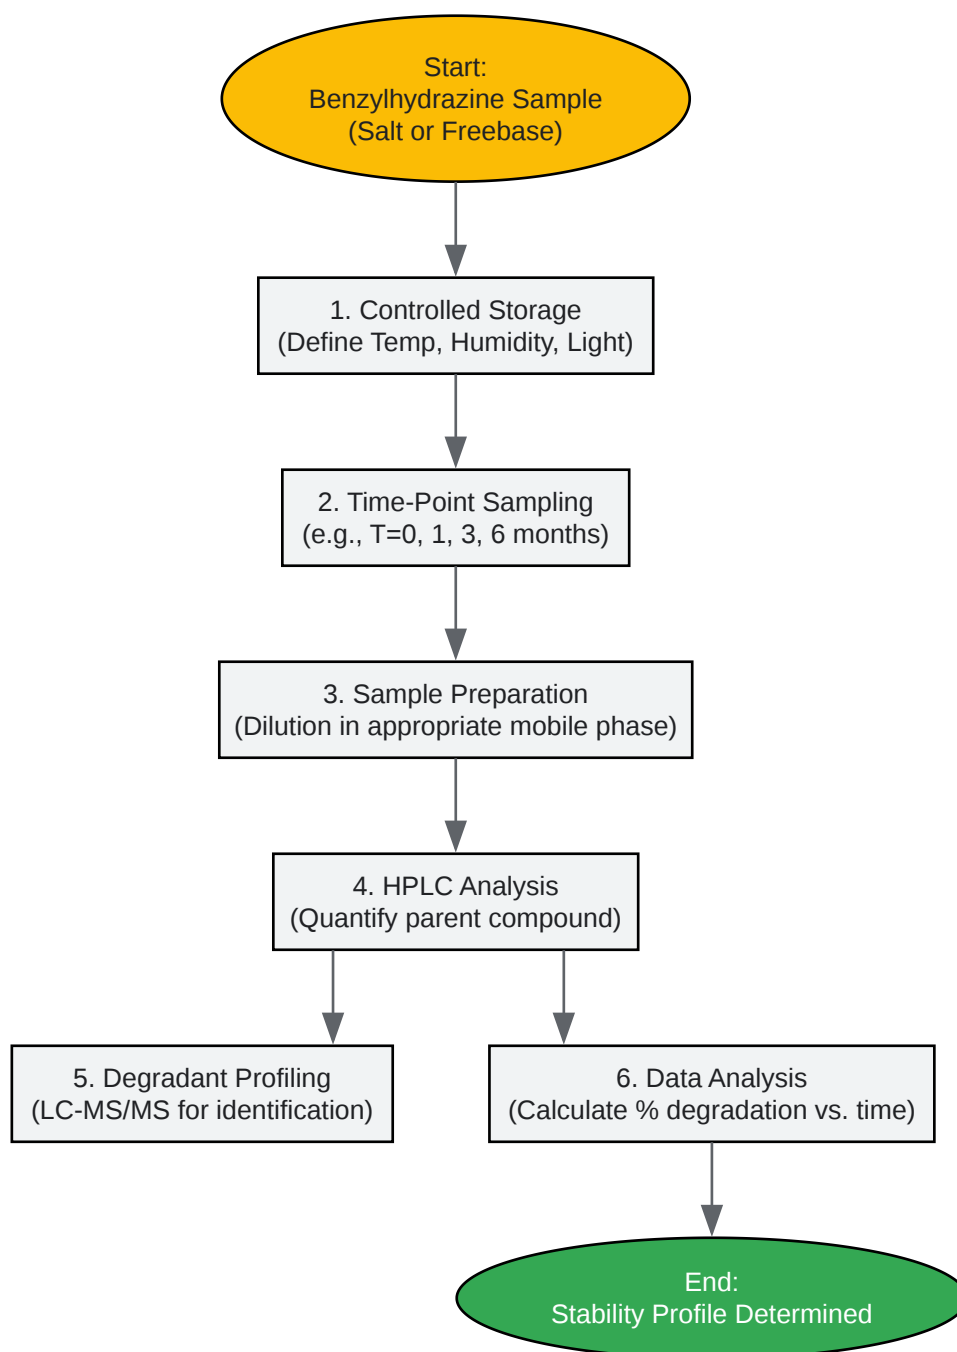 Start:
Benzylhydrazine Sample
(Salt or Freebase)
1. Controlled Storage
(Define Temp, Humidity, Light)
2. Time-Point Sampling
(e.g., T=0, 1, 3, 6 months)
3. Sample Preparation
(Dilution in appropriate mobile phase)
4. HPLC Analysis
(Quantify parent compound)
5. Degradant Profiling
(LC-MS/MS for identification)
6. Data Analysis
(Calculate % degradation vs. time)
End:
Stability Profile Determined